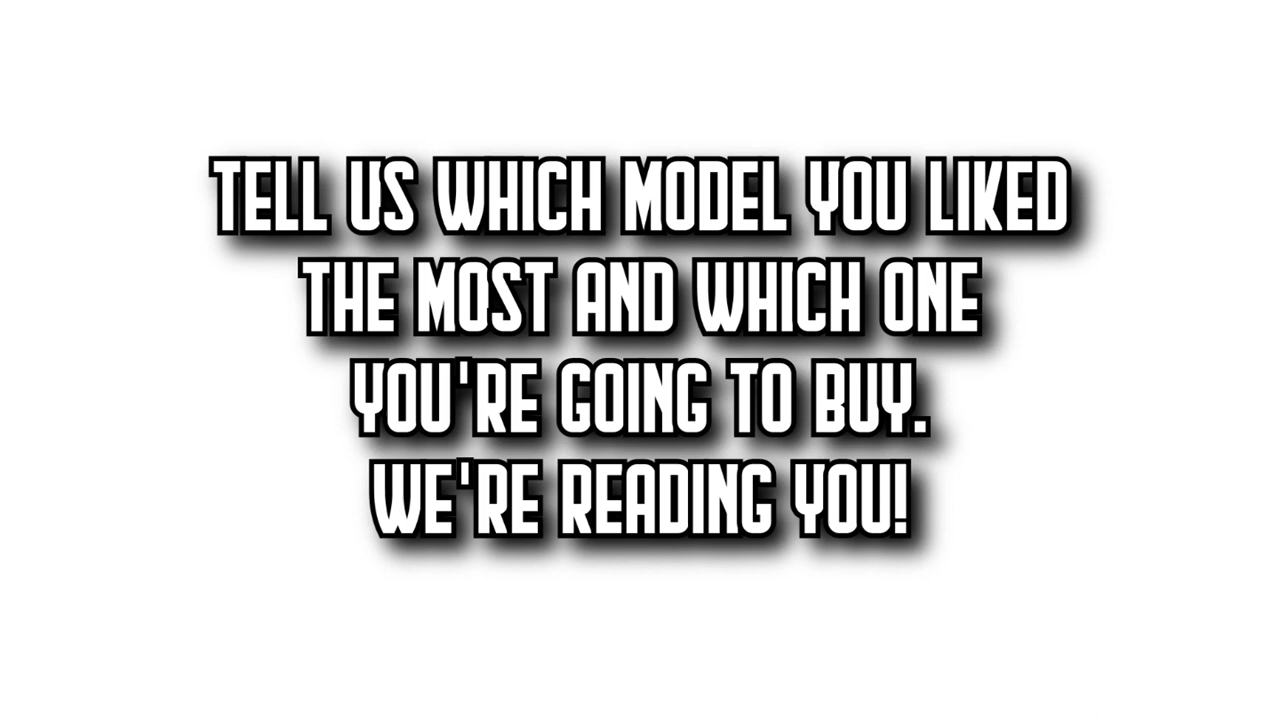 TELL US WHICH MODEL YOU LIKED
THE MOST AND WHICH ONE
YOU'RE GOING TO BUY.
WE'RE READING YOU!